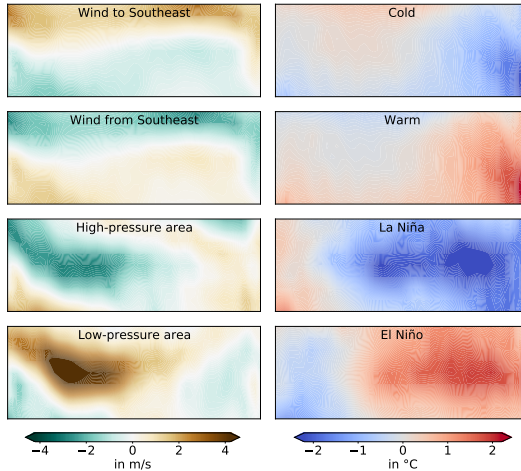 Wind to Southeast
Cold
Wind from Southeast
Warm
High-pressure area
La Niña
Low-pressure area
El Niño
−4 −2 0 2 4
in m/s
−2 −1 0 1 2
in °C